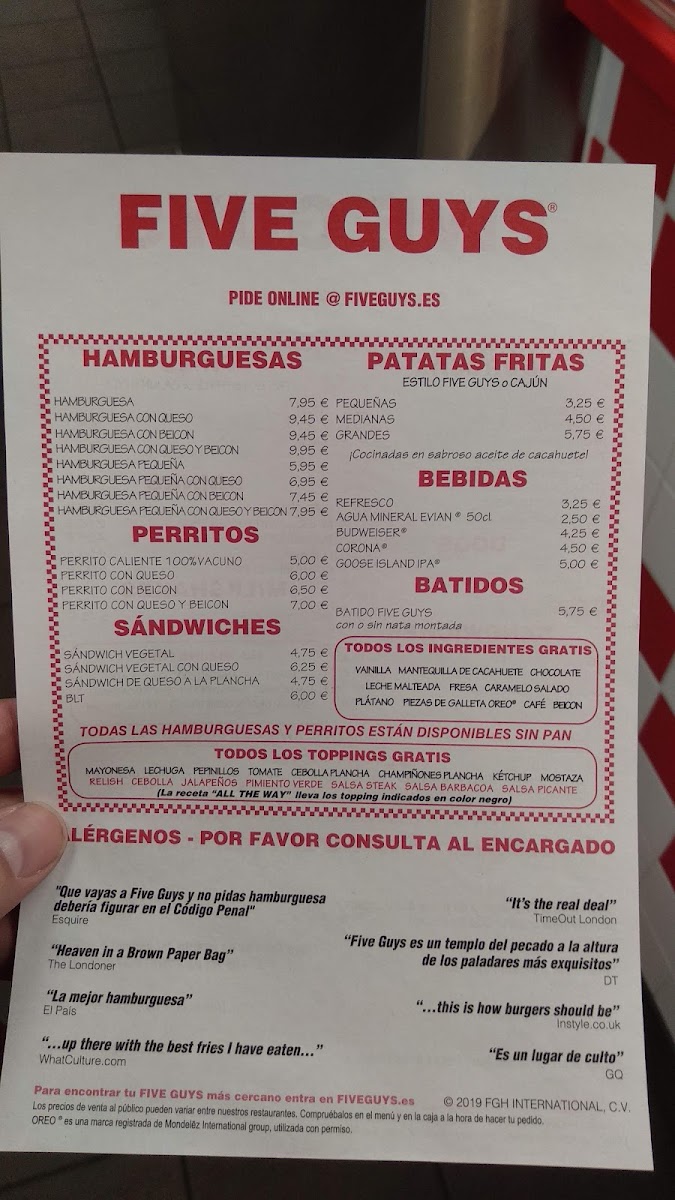 FIVE GUYS®
PIDE ONLINE @ FIVEGUYS.ES
HAMBURGUESAS
HAMBURGUESA 7,95 €
HAMBURGUESA CON QUESO 9,45 €
HAMBURGUESA CON BEICON 9,45 €
HAMBURGUESA CON QUESO Y BEICON 9,95 €
HAMBURGUESA PEQUEÑA 5,95 €
HAMBURGUESA PEQUEÑA CON QUESO 6,95 €
HAMBURGUESA PEQUEÑA CON BEICON 7,45 €
HAMBURGUESA PEQUEÑA CON QUESO Y BEICON 7,95 €
PERRITOS
PERRITO CALIENTE 100% VACUNO 5,00 €
PERRITO CON QUESO 6,00 €
PERRITO CON BEICON 6,50 €
PERRITO CON QUESO Y BEICON 7,00 €
SÁNDWICHES
SÁNDWICH VEGETAL 4,75 €
SÁNDWICH VEGETAL CON QUESO 6,25 €
SÁNDWICH DE QUESO A LA PLANCHA 4,75 €
BLT 6,00 €
PATATAS FRITAS
ESTILO FIVE GUYS o CAJÚN
PEQUEÑAS 3,25 €
MEDIANAS 4,50 €
GRANDES 5,75 €
¡Cocinadas en sabroso aceite de cacahuete!
BEBIDAS
REFRESCO 3,25 €
AGUA MINERAL EVIAN® 50cl 2,50 €
BUDWEISER® 4,25 €
CORONA® 4,50 €
GOOSE ISLAND IPA® 5,00 €
BATIDOS
BATIDO FIVE GUYS 5,75 €
con o sin nata montada
TODOS LOS INGREDIENTES GRATIS
VAINILLA MANTEQUILLA DE CACAHUETE CHOCOLATE
LECHE MALTEADA FRESA CARAMELO SALADO
PLÁTANO PIEZAS DE GALLETA OREO® CAFÉ BEICON
TODAS LAS HAMBURGUESAS Y PERRITOS ESTÁN DISPONIBLES SIN PAN
TODOS LOS TOPPINGS GRATIS
MAYONESA LECHUGA PEPINILLOS TOMATE CEBOLLA PLANCHA CHAMPIÑONES PLANCHA KÉTCHUP MOSTAZA
RELISH CEBOLLA JALAPEÑOS PIMIENTO VERDE SALSA STEAK SALSA BARBACOA SALSA PICANTE
(La receta "ALL THE WAY" lleva los topping indicados en color negro)
ALÉRGENOS - POR FAVOR CONSULTA AL ENCARGADO
"Que vayas a Five Guys y no pidas hamburguesa
debería figurar en el Código Penal"
Esquire
"Heaven in a Brown Paper Bag"
The Londoner
"La mejor hamburguesa"
El País
"...up there with the best fries I have eaten..."
WhatCulture.com
"It's the real deal"
TimeOut London
"Five Guys es un templo del pecado a la altura
de los paladares más exquisitos"
DT
"...this is how burgers should be"
Instyle.co.uk
"Es un lugar de culto"
GQ
Para encontrar tu FIVE GUYS más cercano entra en FIVEGUYS.es
© 2019 FGH INTERNATIONAL, C.V.
Los precios de venta al público pueden variar entre nuestros restaurantes. Compruébalos en el menú y en la caja a la hora de hacer tu pedido.
OREO® es una marca registrada de Mondelēz International group, utilizada con permiso.